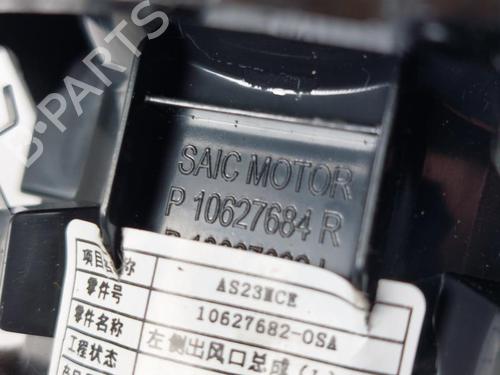 B-PARTS
SAIC MOTOR
P 10627684 R
项目名称 AS23MCE
零件号 10627682-OSA
零件名称 左侧出风口总成
工程状态